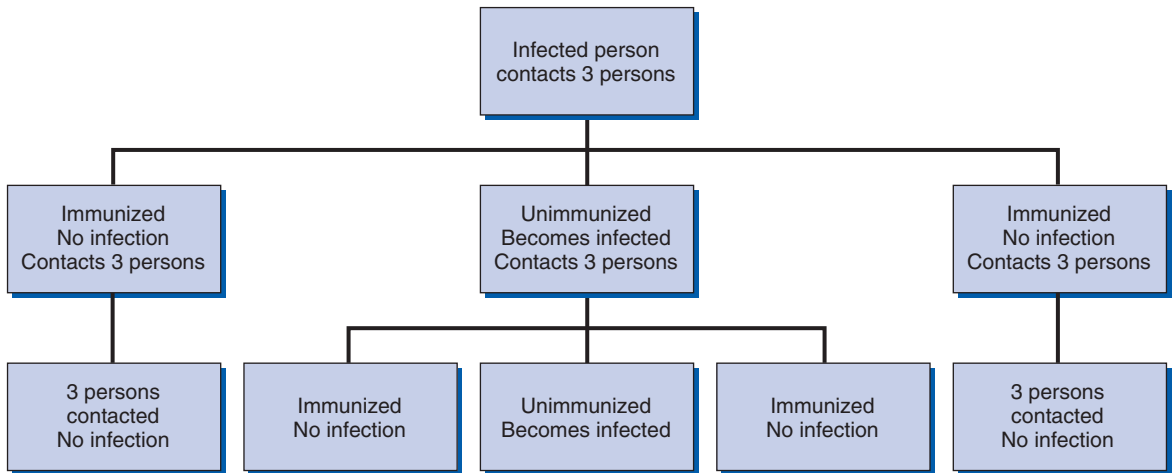 Infected person
contacts 3 persons
Immunized
No infection
Contacts 3 persons
Unimmunized
Becomes infected
Contacts 3 persons
Immunized
No infection
Contacts 3 persons
3 persons
contacted
No infection
Immunized
No infection
Unimmunized
Becomes infected
Immunized
No infection
3 persons
contacted
No infection